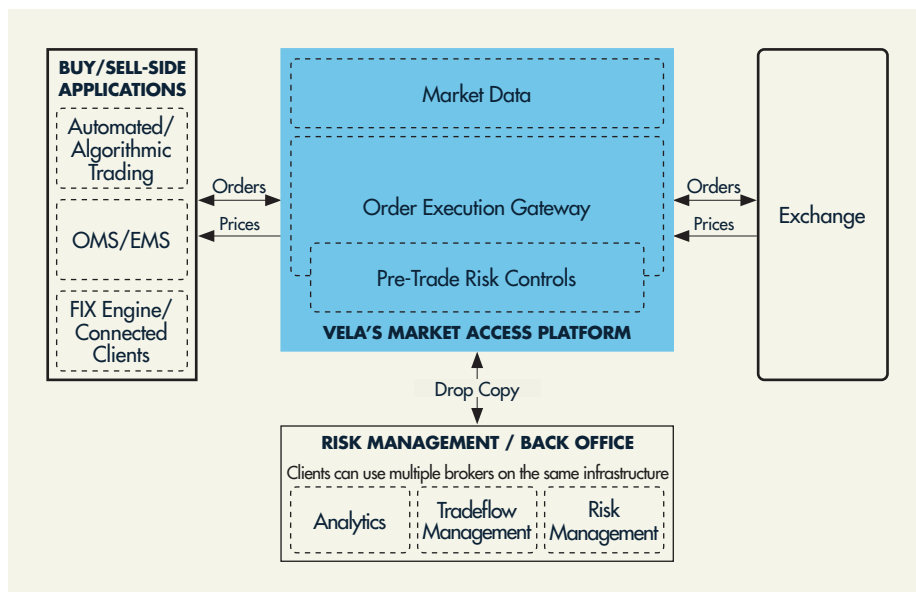 BUY/SELL-SIDE
APPLICATIONS
Automated/
Algorithmic
Trading
OMS/EMS
FIX Engine/
Connected
Clients
Orders
Prices
Market Data
Order Execution Gateway
Pre-Trade Risk Controls
VELA'S MARKET ACCESS PLATFORM
Orders
Prices
Exchange
Drop Copy
RISK MANAGEMENT / BACK OFFICE
Clients can use multiple brokers on the same infrastructure
Analytics
Tradeflow
Management
Risk
Management